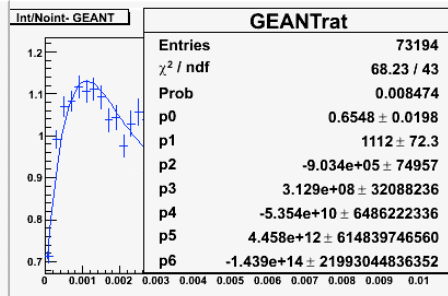 Int/Noint- GEANT
GEANTrat
Entries 73194
χ² / ndf 68.23 / 43
Prob 0.008474
p0 0.6548 ± 0.0198
p1 1112 ± 72.3
p2 -9.034e+05 ± 74957
p3 3.129e+08 ± 32088236
p4 -5.354e+10 ± 6486222336
p5 4.458e+12 ± 614839746560
p6 -1.439e+14 ± 21993044836352
1.2
1.1
1
0.9
0.8
0.7
0 0.001 0.002 0.003 0.004 0.005 0.006 0.007 0.008 0.009 0.01